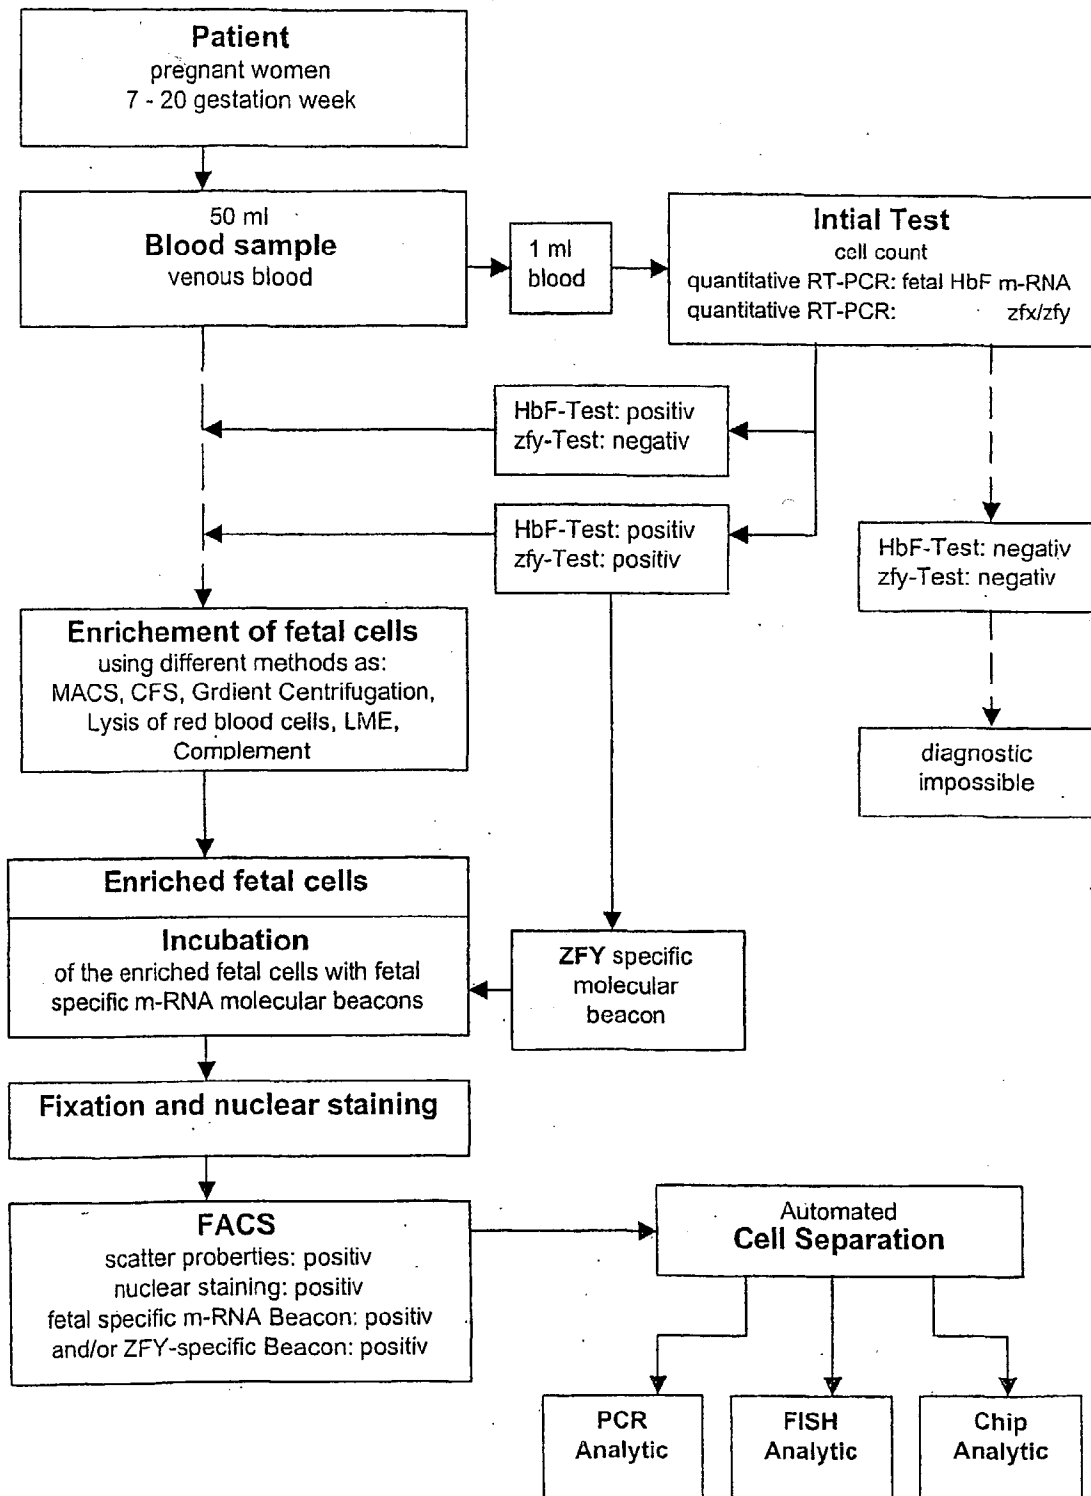 Patient
pregnant women
7 - 20 gestation week
50 ml
Blood sample
venous blood
1 ml
blood
Intial Test
cell count
quantitative RT-PCR: fetal HbF m-RNA
quantitative RT-PCR: zfx/zfy
HbF-Test: positiv
zfy-Test: negativ
HbF-Test: positiv
zfy-Test: positiv
HbF-Test: negativ
zfy-Test: negativ
diagnostic
impossible
Enrichement of fetal cells
using different methods as:
MACS, CFS, Grdient Centrifugation,
Lysis of red blood cells, LME,
Complement
Enriched fetal cells
Incubation
of the enriched fetal cells with fetal
specific m-RNA molecular beacons
ZFY specific
molecular
beacon
Fixation and nuclear staining
FACS
scatter proberties: positiv
nuclear staining: positiv
fetal specific m-RNA Beacon: positiv
and/or ZFY-specific Beacon: positiv
Automated
Cell Separation
PCR
Analytic
FISH
Analytic
Chip
Analytic